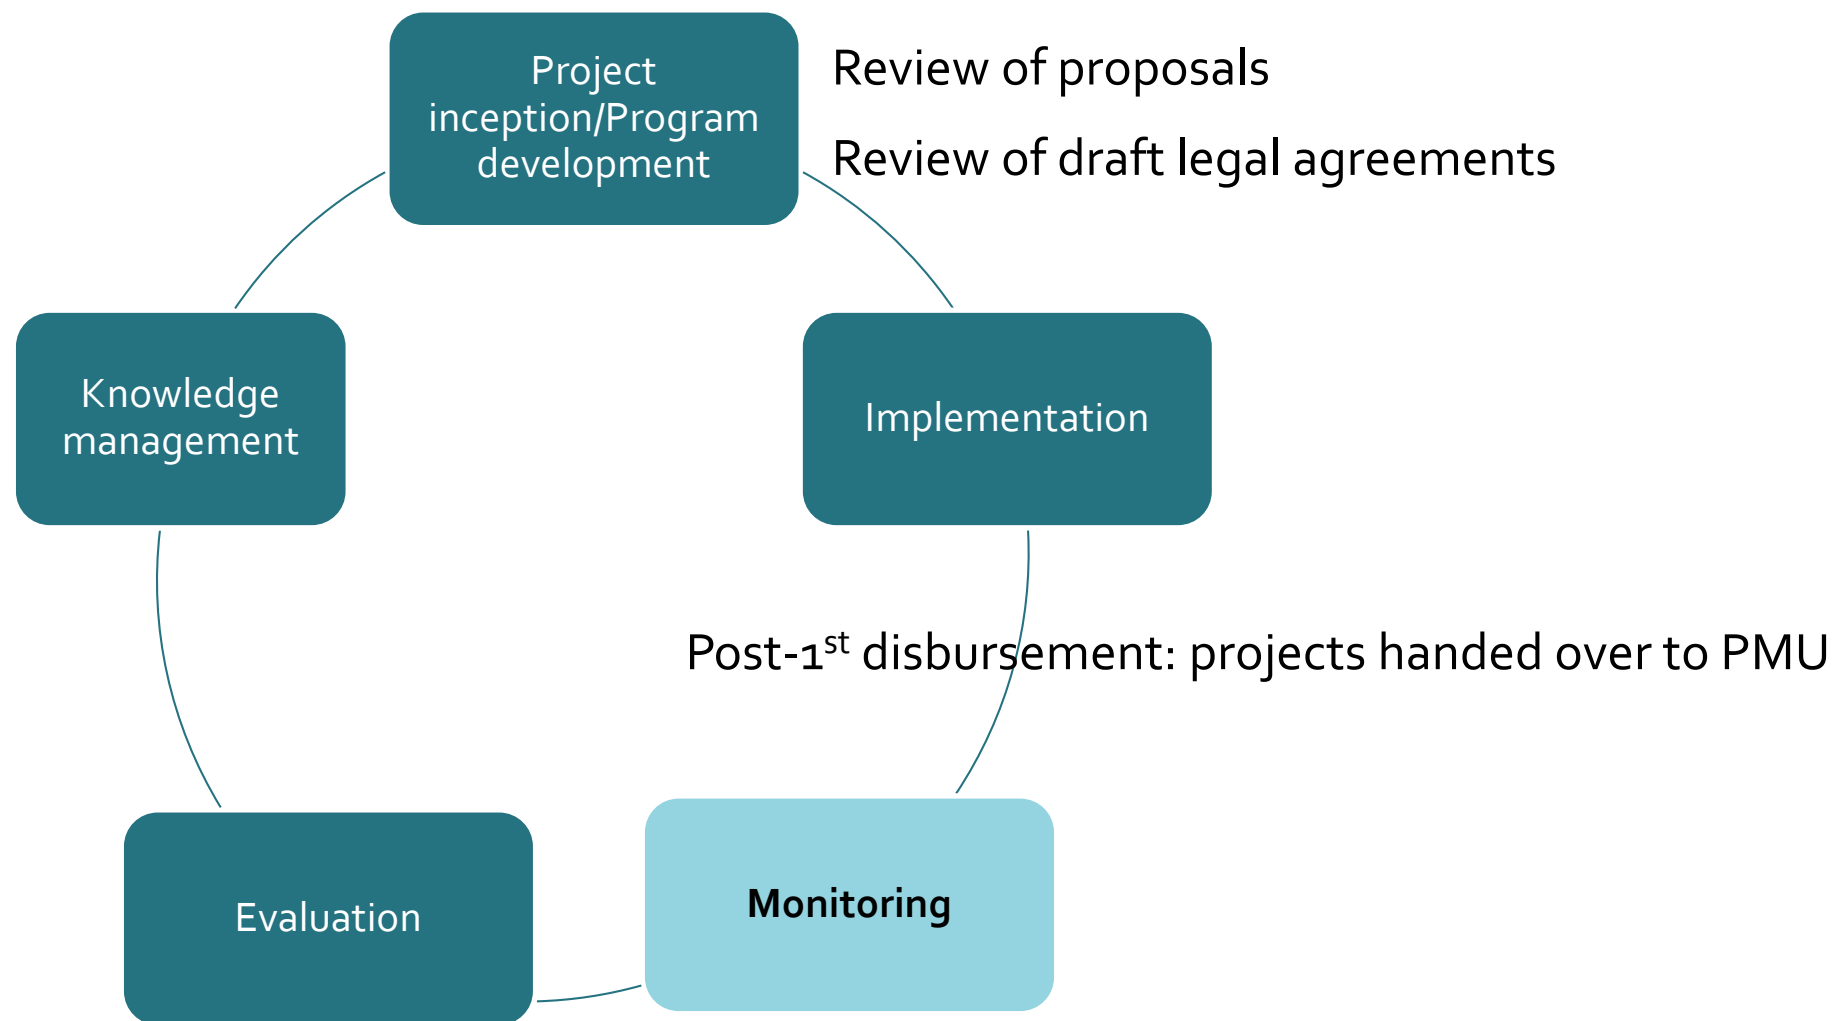 Project
inception/Program
development
Review of proposals
Review of draft legal agreements
Knowledge
management
Implementation
Post-1st disbursement: projects handed over to PMU
Evaluation
Monitoring